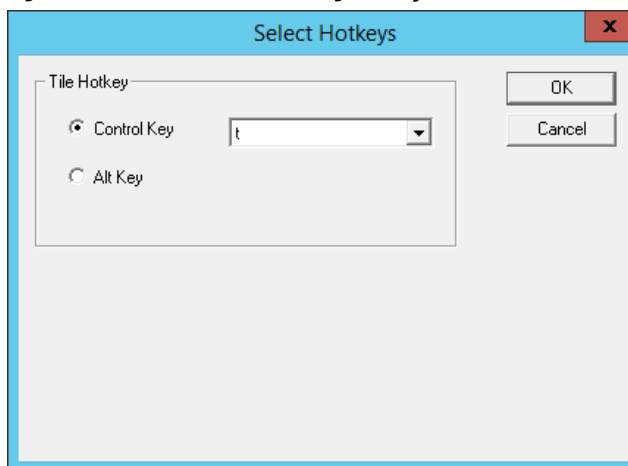 Select Hotkeys
x
Tile Hotkey
OK
Control Key
t
Cancel
Alt Key